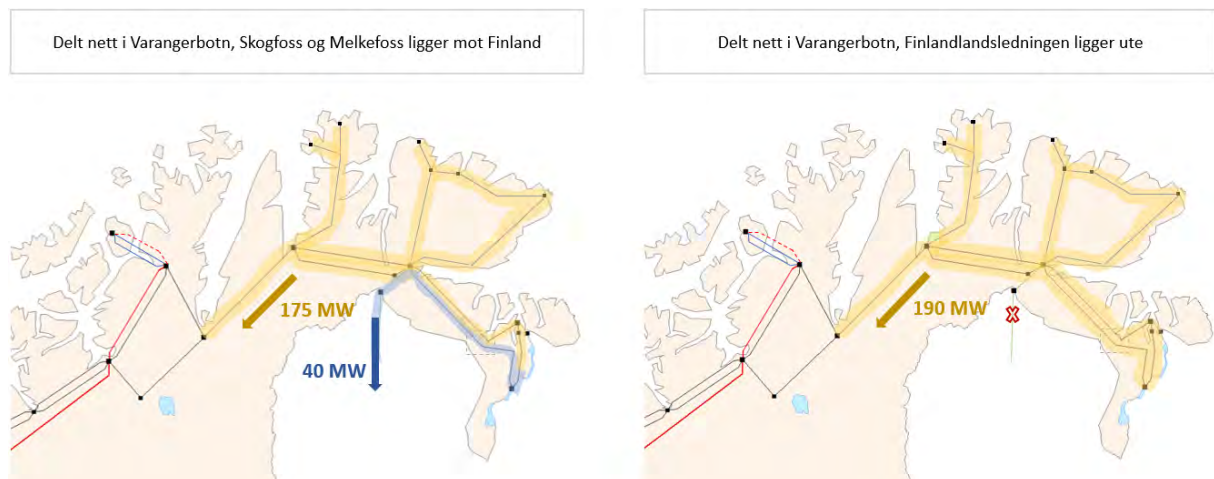 Delt nett i Varangerbotn, Skogfoss og Melkefoss ligger mot Finland
Delt nett i Varangerbotn, Finlandlandsledningen ligger ute
175 MW
40 MW
190 MW